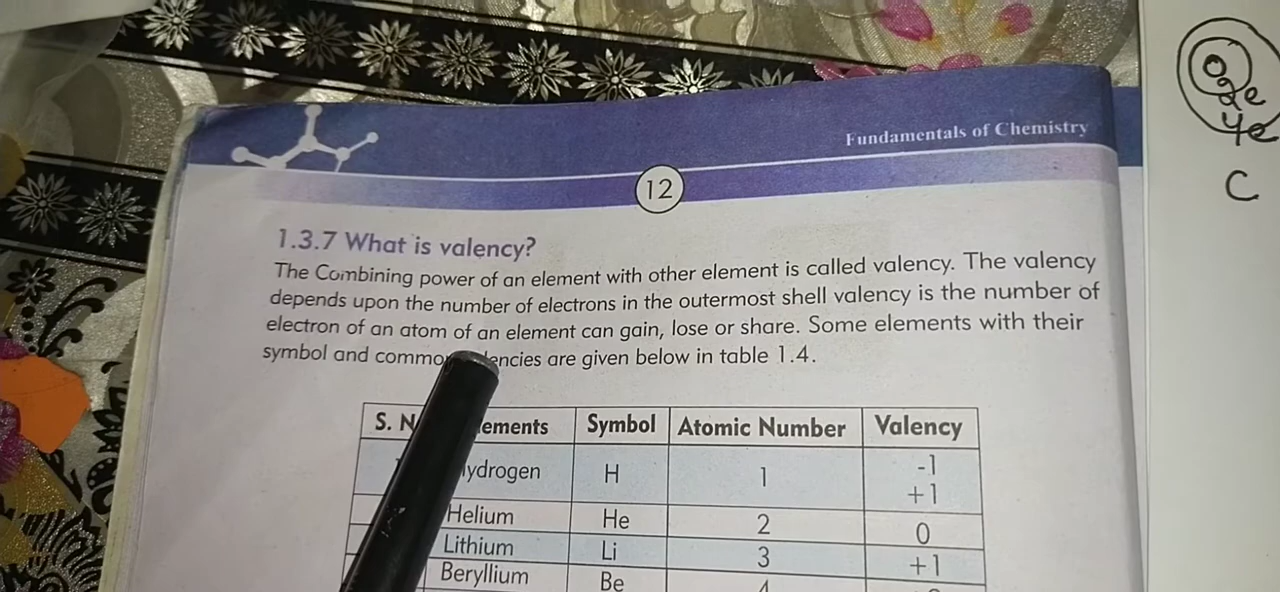 Fundamentals of Chemistry
12
1.3.7 What is valency?
The Combining power of an element with other element is called valency. The valency
depends upon the number of electrons in the outermost shell valency is the number of
electron of an atom of an element can gain, lose or share. Some elements with their
symbol and common are given below in table 1.4.
S. N Symbol Atomic Number Valency
H 1 -1
+1
Helium He 2 0
Lithium Li 3 +1
Beryllium Be
2e
4e
C